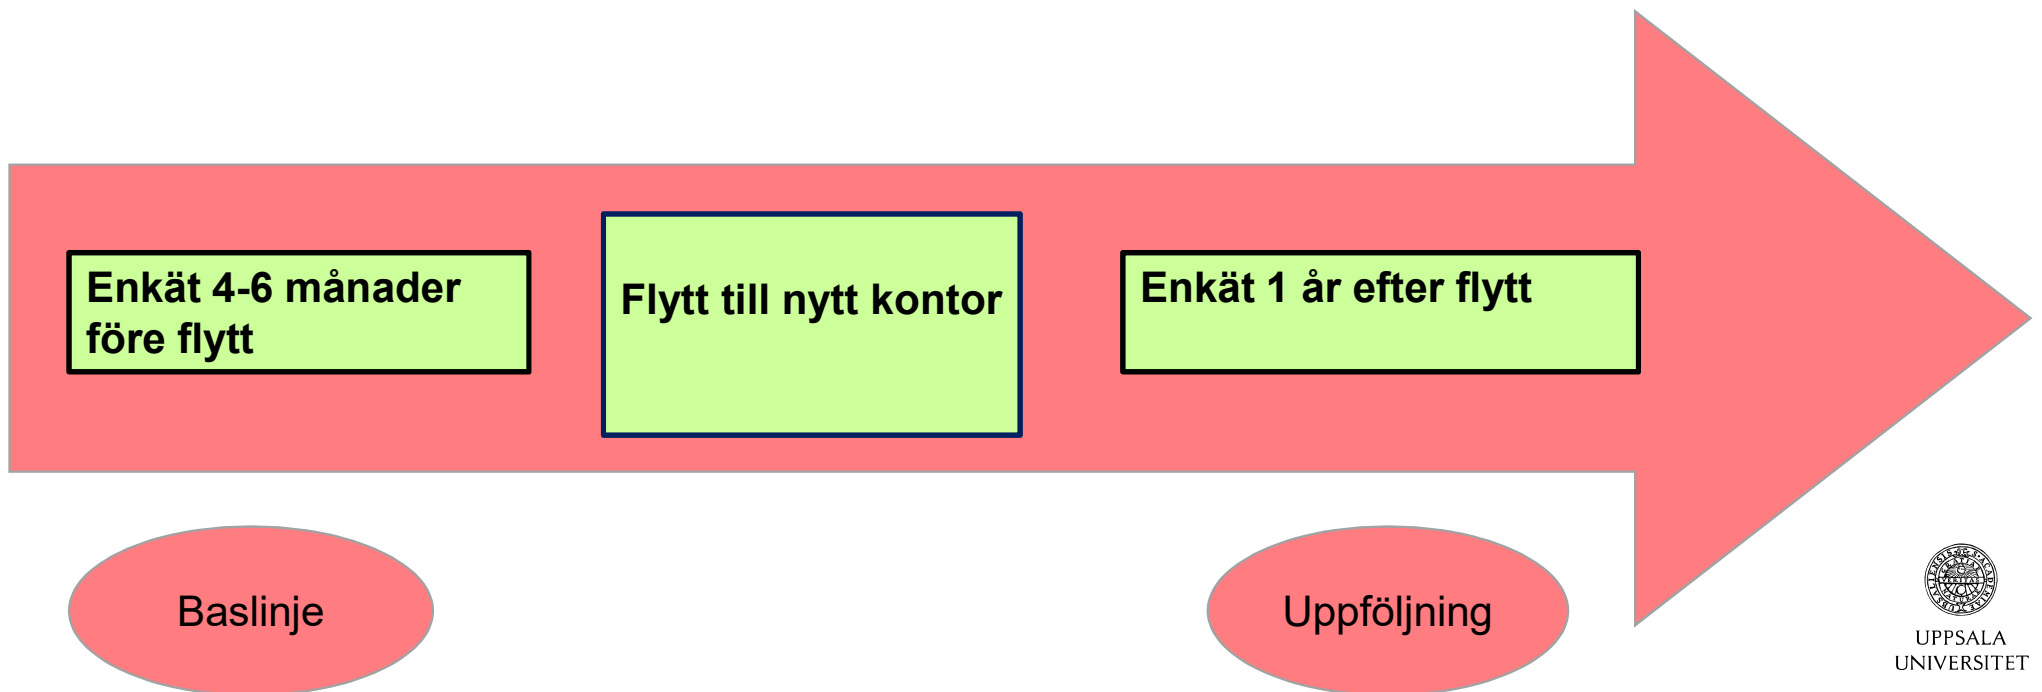 Enkät 4-6 månader
före flytt
Flytt till nytt kontor
Enkät 1 år efter flytt
Baslinje
Uppföljning
UPPSALA
UNIVERSITET